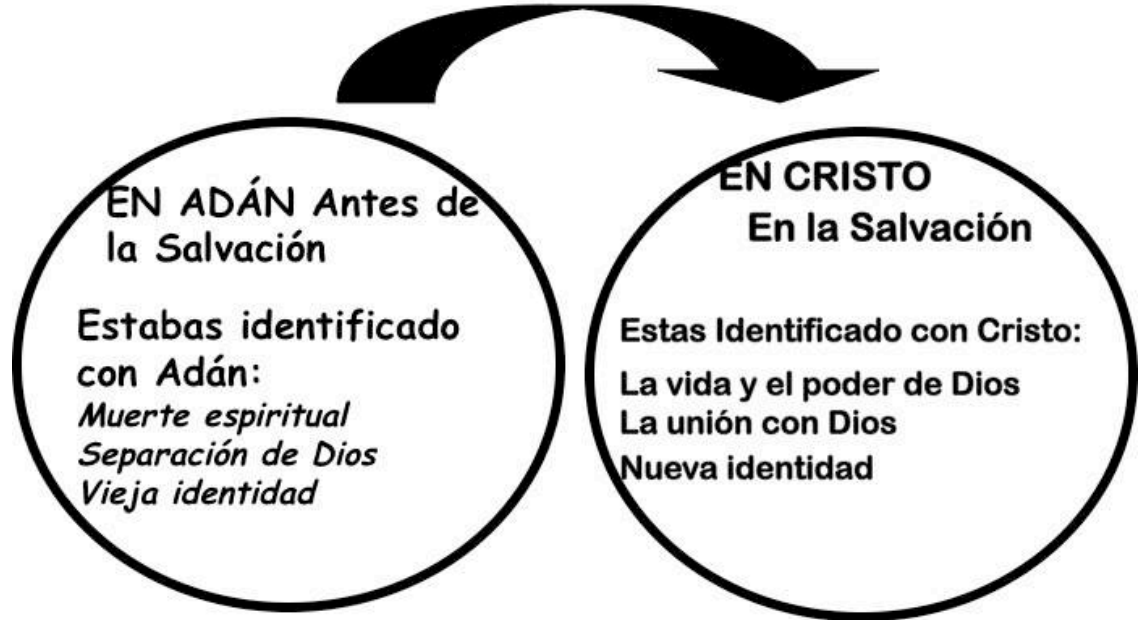 EN ADÁN Antes de
la Salvación
Estabas identificado
con Adán:
Muerte espiritual
Separación de Dios
Vieja identidad
EN CRISTO
En la Salvación
Estas Identificado con Cristo:
La vida y el poder de Dios
La unión con Dios
Nueva identidad